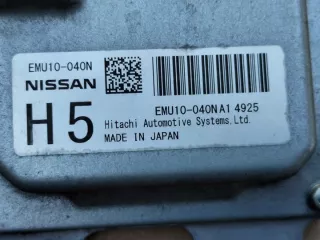 EMU10-040N
NISSAN
H5
EMU10-040NA1 4925
Hitachi Automotive Systems,Ltd.
MADE IN JAPAN